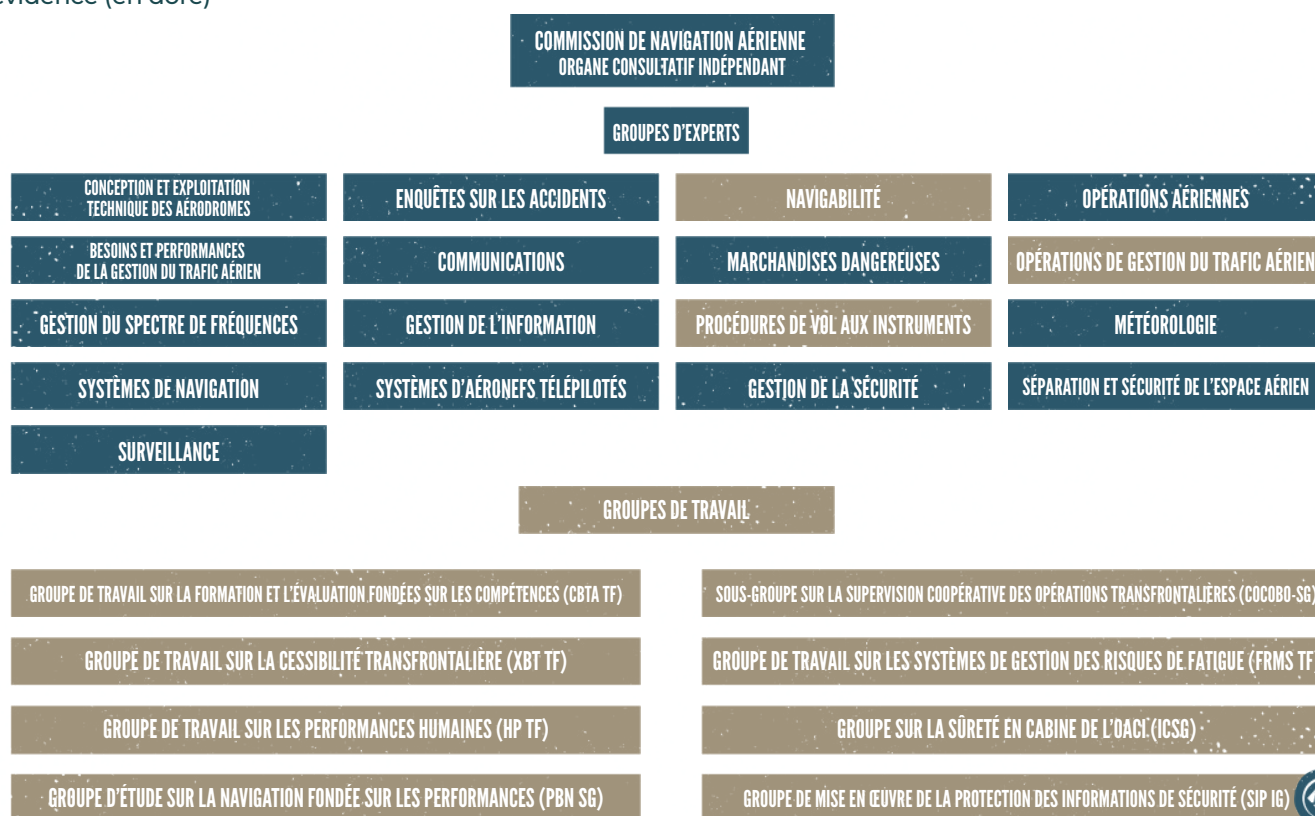 évidence (en doré)
COMMISSION DE NAVIGATION AÉRIENNE
ORGANE CONSULTATIF INDÉPENDANT
GROUPES D'EXPERTS
CONCEPTION ET EXPLOITATION
TECHNIQUE DES AÉRODROMES
ENQUÊTES SUR LES ACCIDENTS
NAVIGABILITÉ
OPÉRATIONS AÉRIENNES
BESOINS ET PERFORMANCES
DE LA GESTION DU TRAFIC AÉRIEN
COMMUNICATIONS
MARCHANDISES DANGEREUSES
OPÉRATIONS DE GESTION DU TRAFIC AÉRIEN
GESTION DU SPECTRE DE FRÉQUENCES
GESTION DE L'INFORMATION
PROCÉDURES DE VOL AUX INSTRUMENTS
MÉTÉOROLOGIE
SYSTÈMES DE NAVIGATION
SYSTÈMES D'AÉRONEFS TÉLÉPILOTÉS
GESTION DE LA SÉCURITÉ
SÉPARATION ET SÉCURITÉ DE L'ESPACE AÉRIEN
SURVEILLANCE
GROUPES DE TRAVAIL
GROUPE DE TRAVAIL SUR LA FORMATION ET L'ÉVALUATION FONDÉES SUR LES COMPÉTENCES (CBTA TF)
SOUS-GROUPE SUR LA SUPERVISION COOPÉRATIVE DES OPÉRATIONS TRANSFRONTALIÈRES (COCOBO-SG)
GROUPE DE TRAVAIL SUR LA CESSIBILITÉ TRANSFRONTALIÈRE (XBT TF)
GROUPE DE TRAVAIL SUR LES SYSTÈMES DE GESTION DES RISQUES DE FATIGUE (FRMS TF)
GROUPE DE TRAVAIL SUR LES PERFORMANCES HUMAINES (HP TF)
GROUPE SUR LA SÛRETÉ EN CABINE DE L'OACI (ICSG)
GROUPE D'ÉTUDE SUR LA NAVIGATION FONDÉE SUR LES PERFORMANCES (PBN SG)
GROUPE DE MISE EN ŒUVRE DE LA PROTECTION DES INFORMATIONS DE SÉCURITÉ (SIP IG)